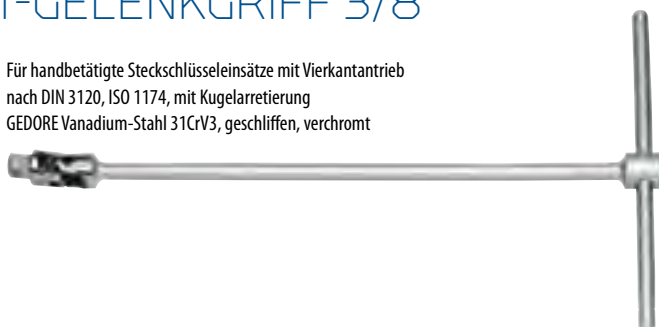 T-GELENKGRIFF 3/8
Für handbetätigte Steckschlüsseleinsätze mit Vierkantantrieb
nach DIN 3120, ISO 1174, mit Kugelarretierung
GEDORE Vanadium-Stahl 31CrV3, geschliffen, verchromt